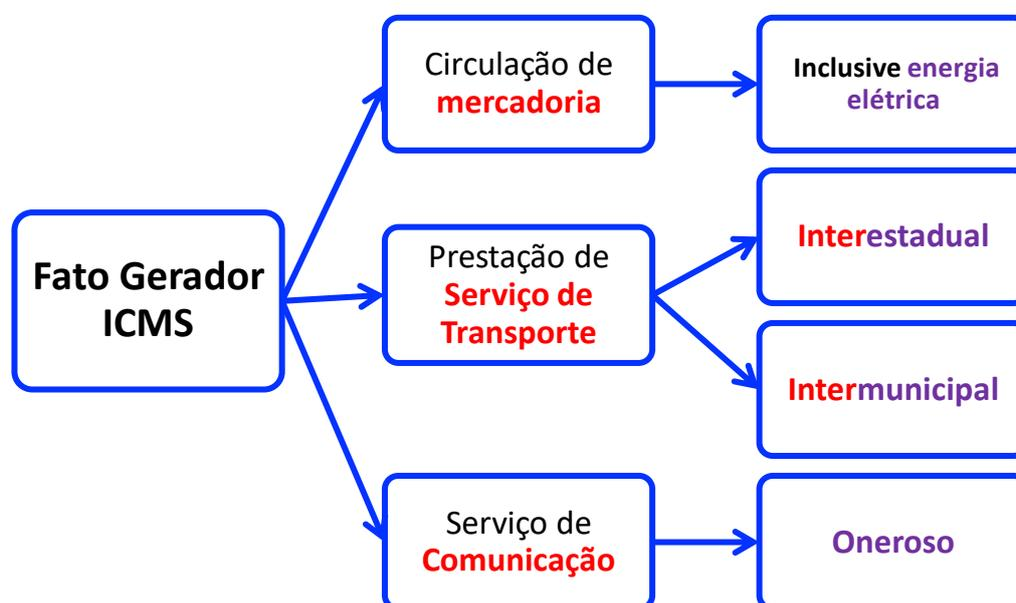 Fato Gerador
ICMS
Circulação de
mercadoria
Inclusive energia
elétrica
Prestação de
Serviço de
Transporte
Interestadual
Intermunicipal
Serviço de
Comunicação
Oneroso